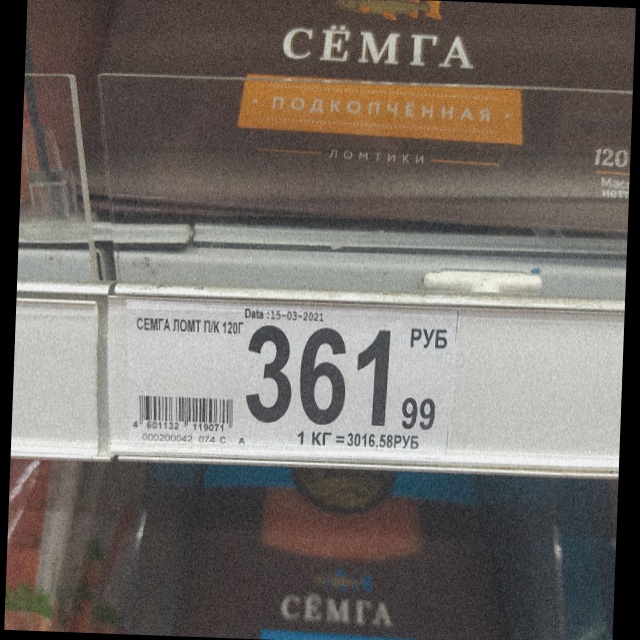 СЁМГА
ПОДКОПЧЁННАЯ
ЛОМТИКИ
120
Data :15-03-2021
СЕМГА ЛОМТ П/К 120Г
361 99
РУБ
4 601132 119071
000200042 074 С А
1 КГ =3016,58РУБ
СЁМГА